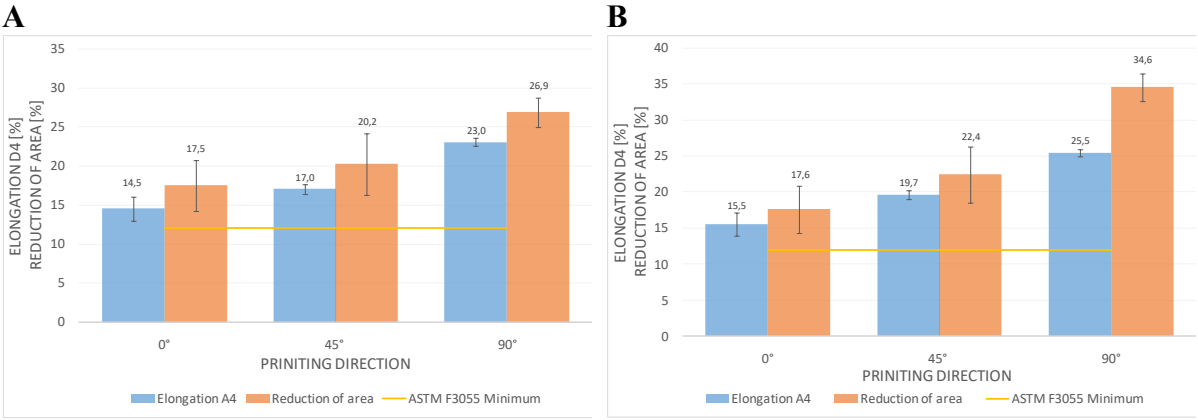 A
ELONGATION D4 [%]
REDUCTION OF AREA [%]
35
30
25
20
15
10
5
0
14,5
17,5
17,0
20,2
23,0
26,9
0°
45°
90°
PRINITING DIRECTION
Elongation A4
Reduction of area
ASTM F3055 Minimum
B
ELONGATION D4 [%]
REDUCTION OF AREA [%]
40
35
30
25
20
15
10
5
0
15,5
17,6
19,7
22,4
25,5
34,6
0°
45°
90°
PRINITING DIRECTION
Elongation A4
Reduction of area
ASTM F3055 Minimum